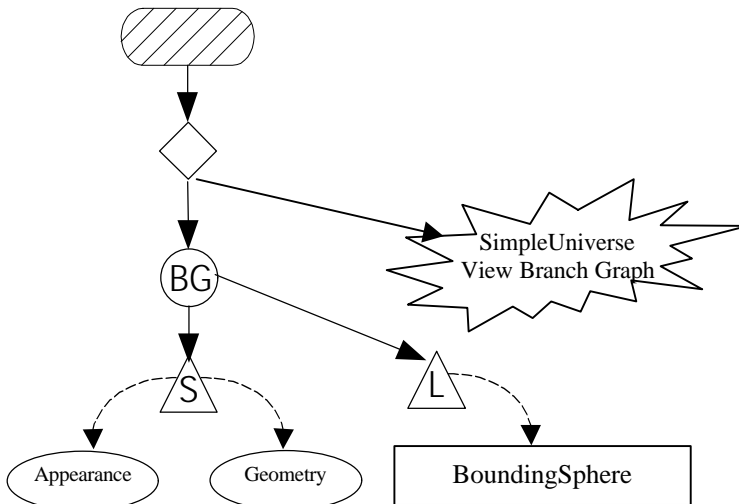 SimpleUniverse
View Branch Graph
BG
S
L
Appearance
Geometry
BoundingSphere